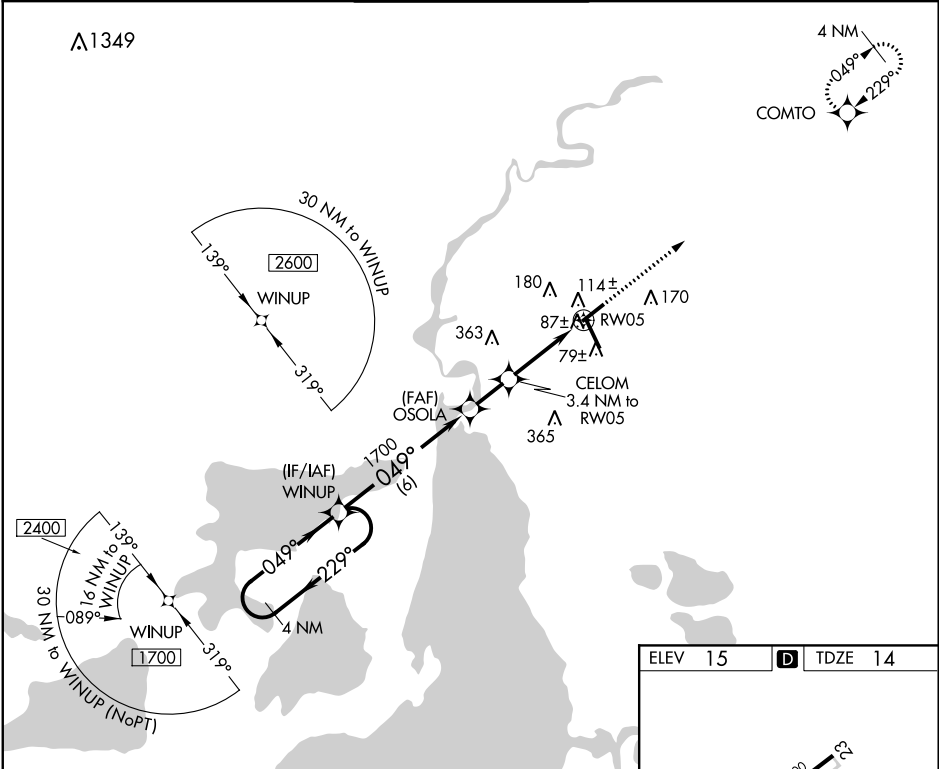 1349
4 NM
049°
229°
COMTO
30 NM to WINUP
139°
2600
WINUP
319°
180
114±
170
87±
RW05
363
79±
CELOM
3.4 NM to
RW05
(FAF)
OSOLA
365
1700
049°
(6)
(IF/IAF)
WINUP
049°
229°
4 NM
2400
139°
16 NM to
WINUP
089°
WINUP
1700
319°
30 NM to WINUP (NoPT)
ELEV 15
D
TDZE 14
23